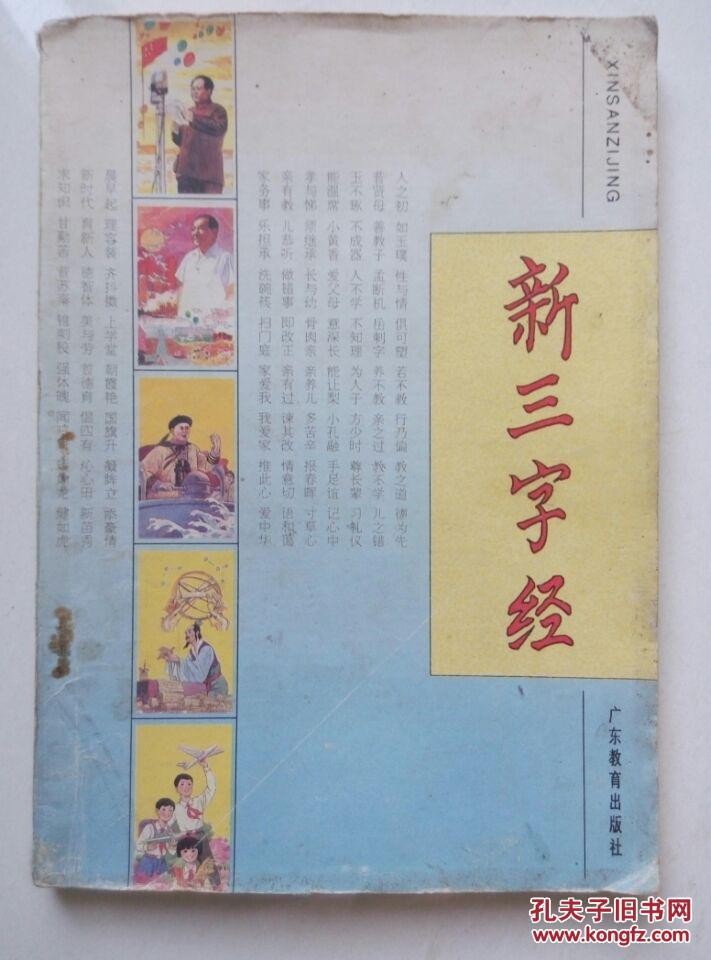 XINSANZIJING
新三字经
广东教育出版社
人之初 如玉璞 性与情 俱可塑 若不教 行乃偏 教之道 德为先
昔贤母 善教子 孟断机 岳刺字 养不教 亲之过 教不学 儿之错
玉不琢 不成器 人不学 不知理 为人子 方少时 尊长辈 习礼仪
能温席 小黄香 爱父母 意深长 能让梨 小孔融 手足谊 记心中
孝与悌 须继承 长与幼 骨肉亲 亲养儿 多苦辛 报春晖 寸草心
亲有教 儿恭听 做错事 即改正 亲有过 谏其改 情意切 语和蔼
家务事 乐担承 洗碗筷 扫门庭 家爱我 我爱家 推此心 爱中华
晨早起 理容装 齐抖擞 上学堂 朝霞艳 国旗升 凝眸立 添豪情
新时代 育新人 德智体 美与劳 首德育 倡四有 沁心田 新苗秀
求知识 甘勤苦 昔苏秦 锥刺股 强体魄 闻 龙 健如虎
孔夫子旧书网
www.kongfz.com